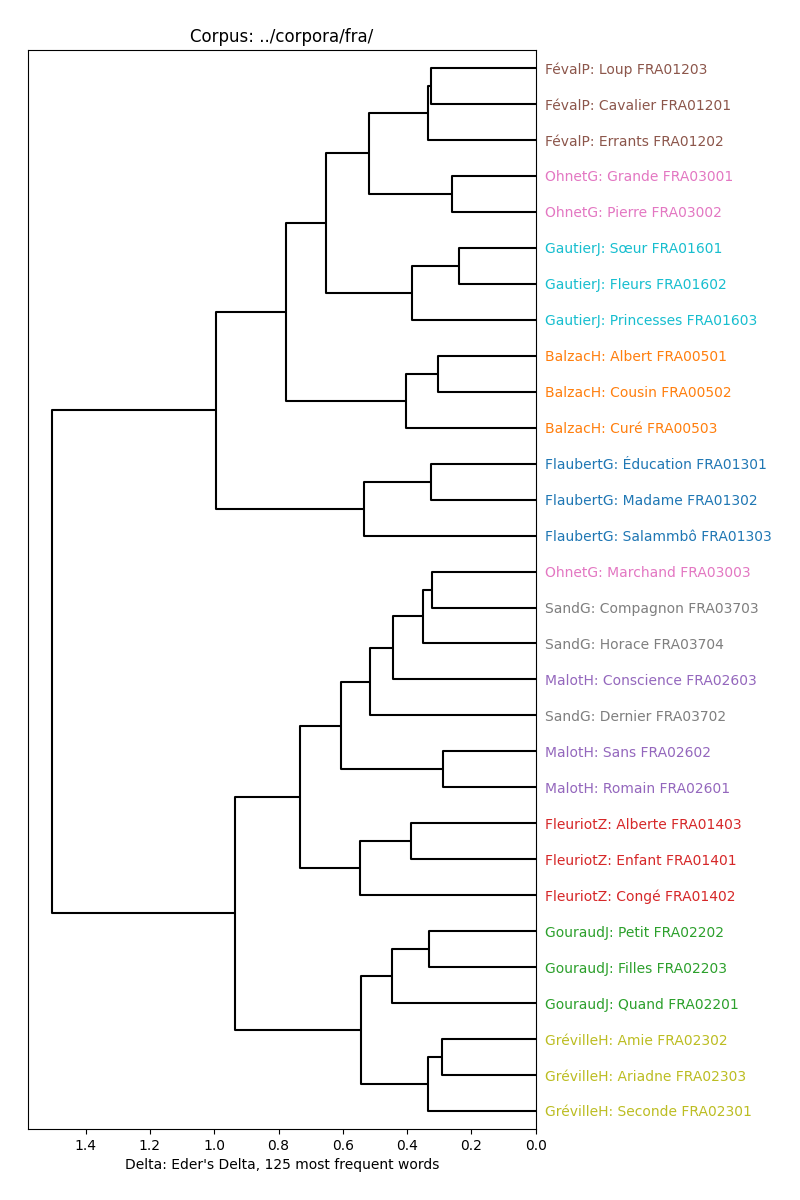 Corpus: ../corpora/fra/
FévalP: Loup FRA01203
FévalP: Cavalier FRA01201
FévalP: Errants FRA01202
OhnetG: Grande FRA03001
OhnetG: Pierre FRA03002
GautierJ: Sœur FRA01601
GautierJ: Fleurs FRA01602
GautierJ: Princesses FRA01603
BalzacH: Albert FRA00501
BalzacH: Cousin FRA00502
BalzacH: Curé FRA00503
FlaubertG: Éducation FRA01301
FlaubertG: Madame FRA01302
FlaubertG: Salammbô FRA01303
OhnetG: Marchand FRA03003
SandG: Compagnon FRA03703
SandG: Horace FRA03704
MalotH: Conscience FRA02603
SandG: Dernier FRA03702
MalotH: Sans FRA02602
MalotH: Romain FRA02601
FleuriotZ: Alberte FRA01403
FleuriotZ: Enfant FRA01401
FleuriotZ: Congé FRA01402
GouraudJ: Petit FRA02202
GouraudJ: Filles FRA02203
GouraudJ: Quand FRA02201
GrévilleH: Amie FRA02302
GrévilleH: Ariadne FRA02303
GrévilleH: Seconde FRA02301
1.4 1.2 1.0 0.8 0.6 0.4 0.2 0.0
Delta: Eder's Delta, 125 most frequent words